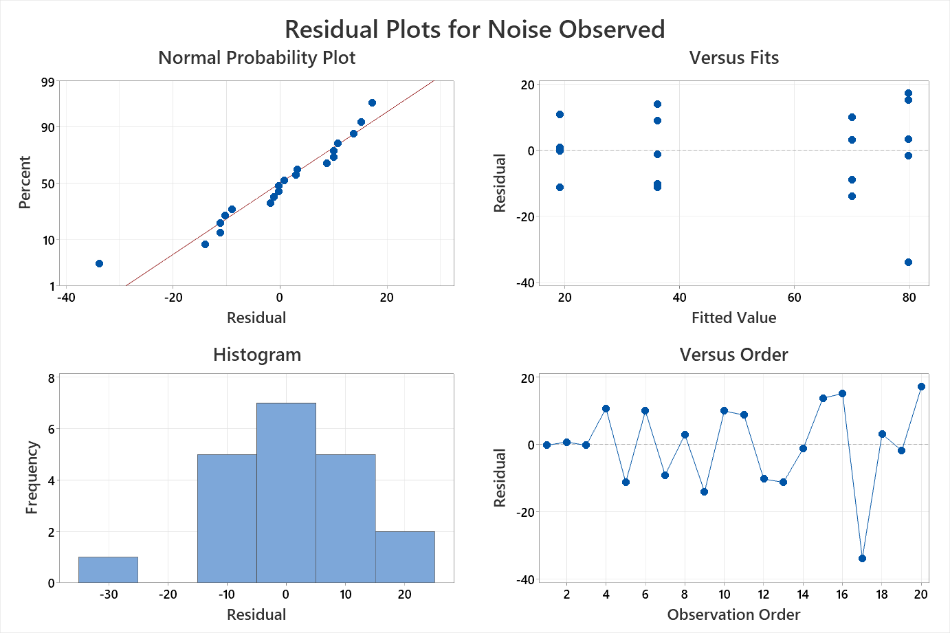 Residual Plots for Noise Observed
Normal Probability Plot
99
90
50
10
1
Percent
-40 -20 0 20
Residual
Versus Fits
20
0
-20
-40
Residual
20 40 60 80
Fitted Value
Histogram
8
6
4
2
0
Frequency
-30 -20 -10 0 10 20
Residual
Versus Order
20
0
-20
-40
Residual
2 4 6 8 10 12 14 16 18 20
Observation Order